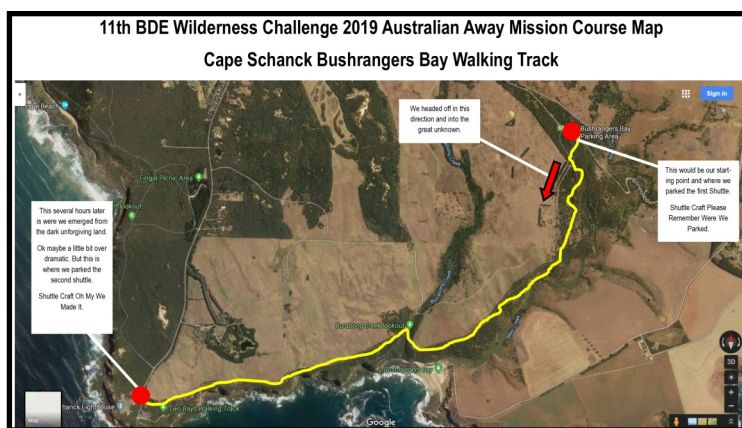 11th BDE Wilderness Challenge 2019 Australian Away Mission Course Map
Cape Schanck Bushrangers Bay Walking Track
Sign in
We headed off in this
direction and into the
great unknown.
Bushrangers Bay
Parking Area
This would be our start-
ing point and where we
parked the first Shuttle.
Shuttle Craft Please
Remember Were We
Parked.
Fingal Picnic Area
lookout
This several hours later
is were we emerged from
the dark unforgiving land.
Ok maybe a little bit over
dramatic. But this is
where we parked the
second shuttle.
Shuttle Craft Oh My We
Made It.
Burabong creek lookout
Bushrangers Bay
Two Bays Walking Track
hanck Lighthouse
Main Creek
3D
Map
Google